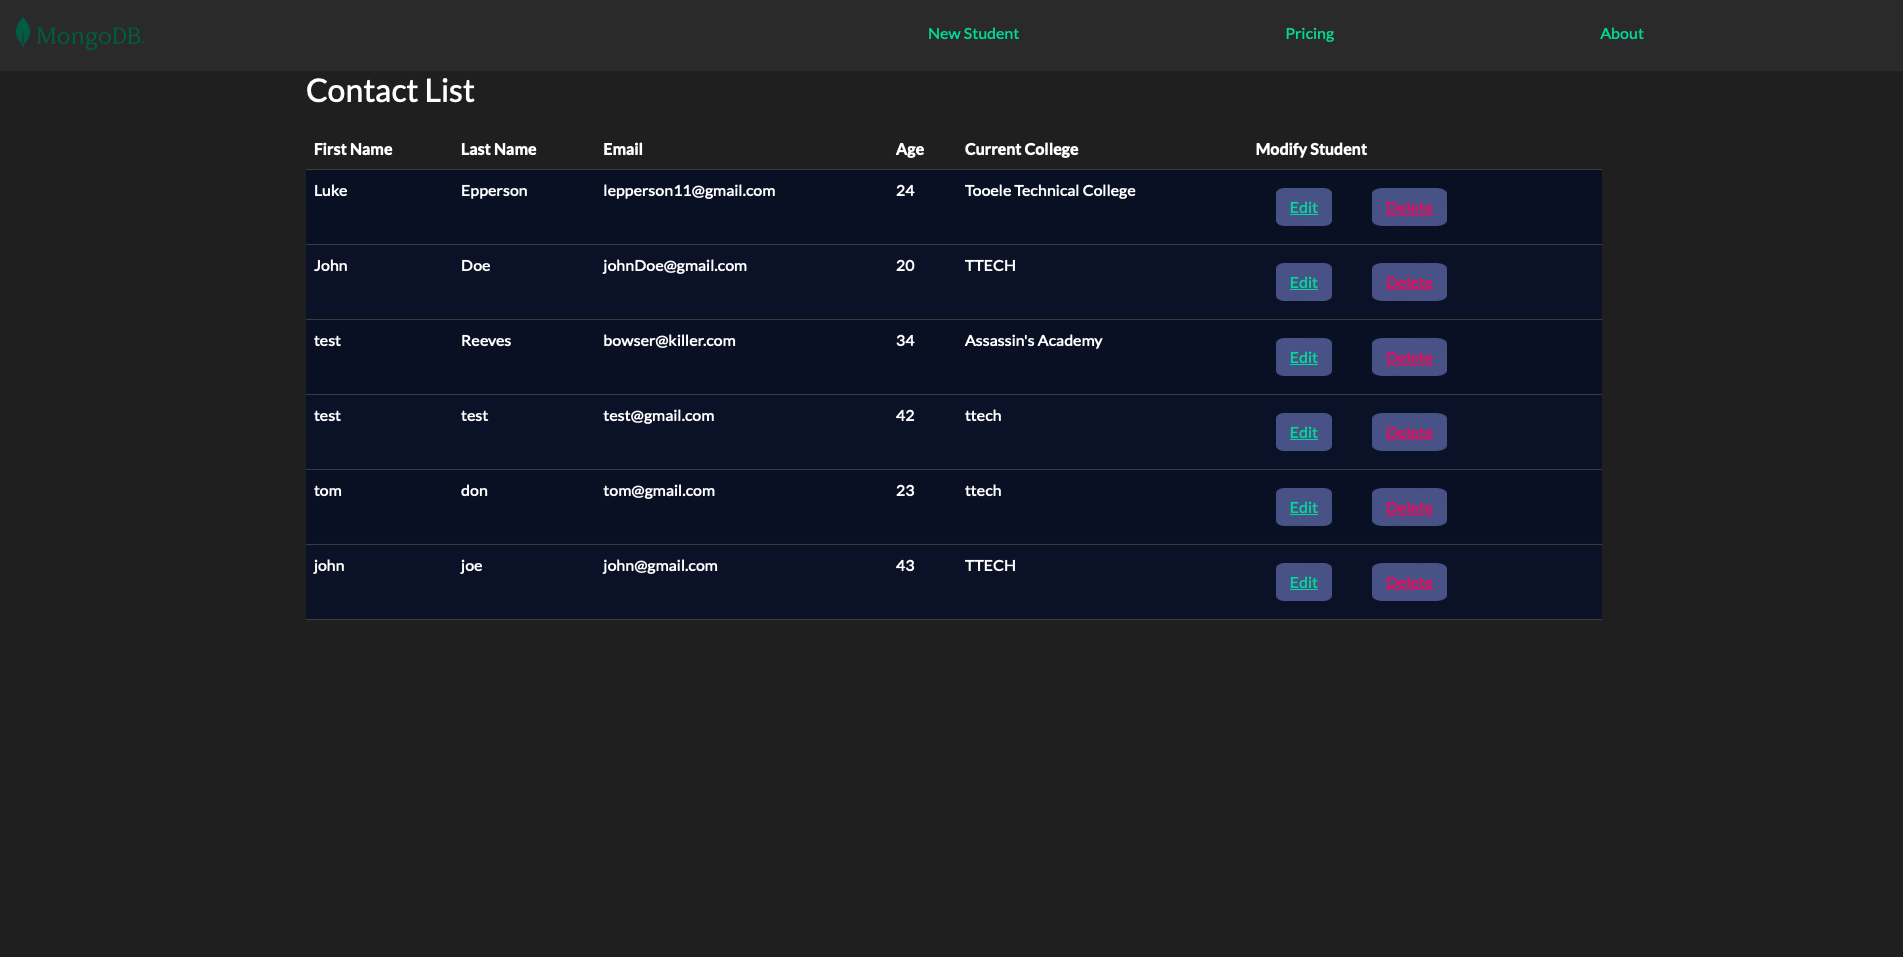 MongoDB.
New Student Pricing About
Contact List
First Name Last Name Email Age Current College Modify Student
Luke Epperson lepperson11@gmail.com 24 Tooele Technical College Edit Delete
John Doe johnDoe@gmail.com 20 TTECH Edit Delete
test Reeves bowser@killer.com 34 Assassin's Academy Edit Delete
test test test@gmail.com 42 ttech Edit Delete
tom don tom@gmail.com 23 ttech Edit Delete
john joe john@gmail.com 43 TTECH Edit Delete